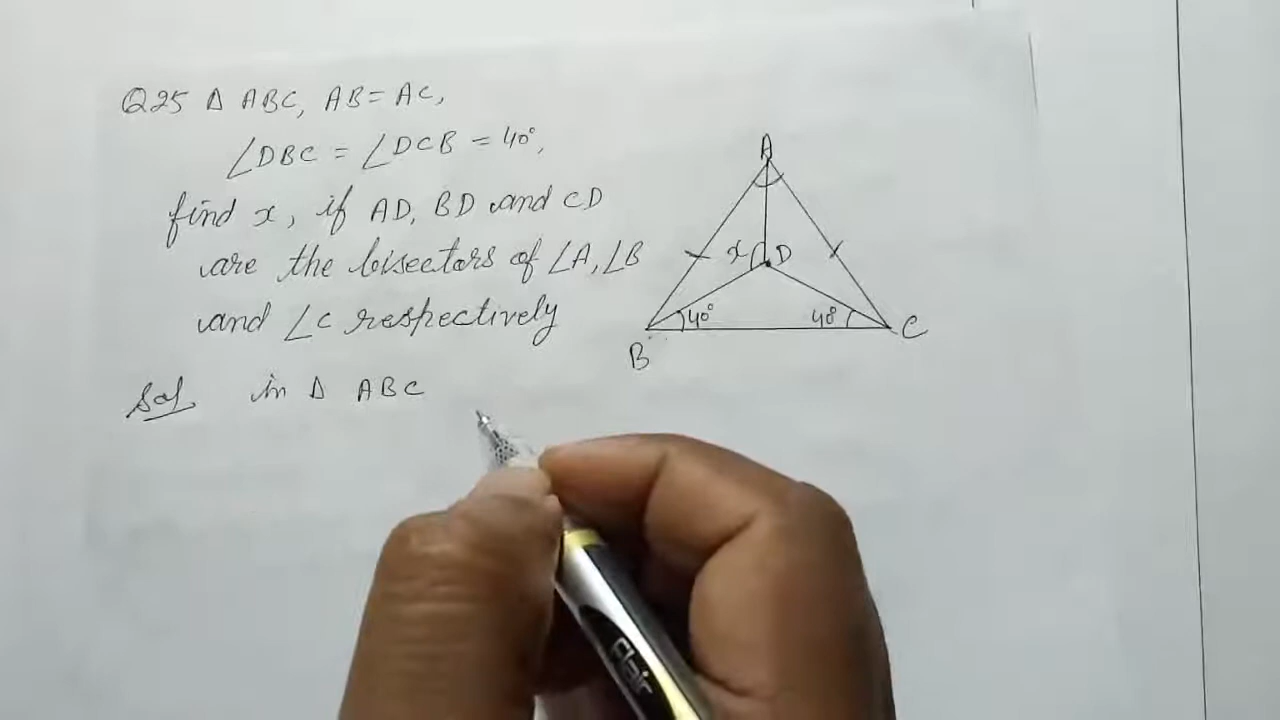 Q25 Δ ABC, AB = AC,
∠DBC = ∠DCB = 40°,
find x, if AD, BD and CD
are the bisectors of ∠A, ∠B
and ∠C respectively
Sol in Δ ABC
A
x D
40° 40°
B C
Flair